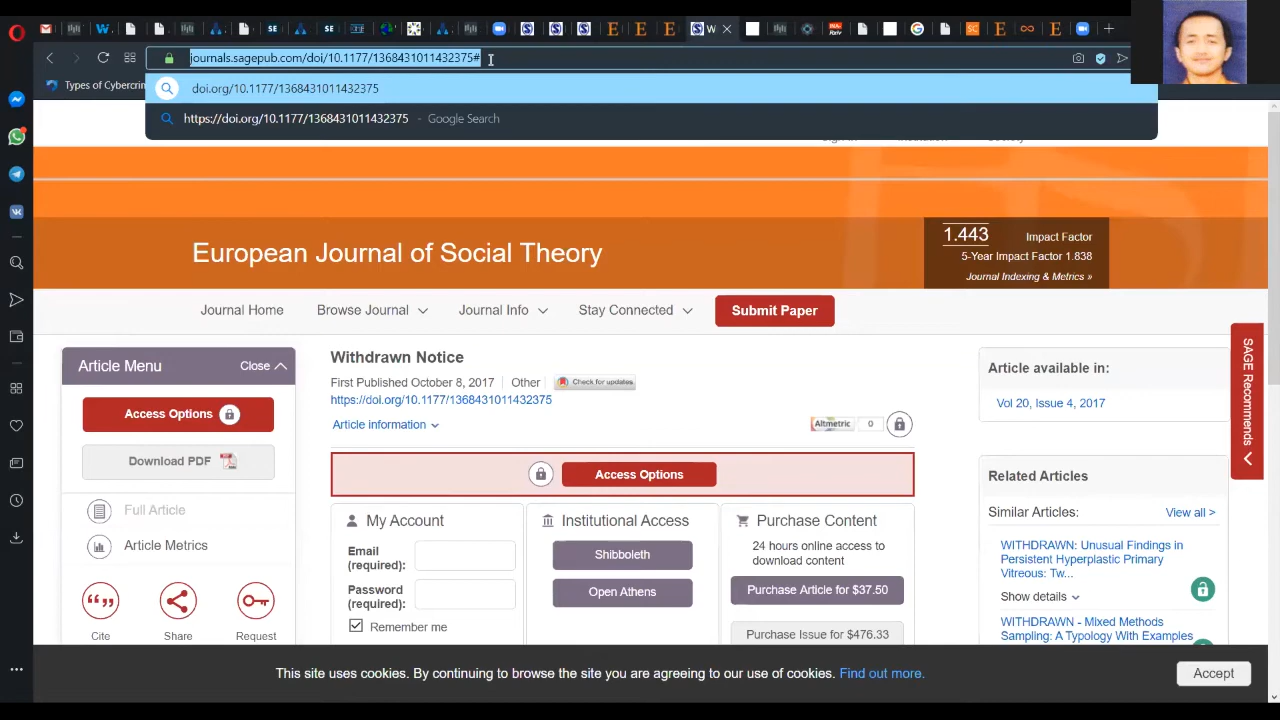 W
SE
SE
G
SC
journals.sagepub.com/doi/10.1177/1368431011432375#
doi.org/10.1177/1368431011432375
https://doi.org/10.1177/1368431011432375 - Google Search
Types of Cybercrim
European Journal of Social Theory
1.443 Impact Factor
5-Year Impact Factor 1.838
Journal Indexing & Metrics »
Journal Home
Browse Journal
Journal Info
Stay Connected
Submit Paper
Article Menu
Close
Access Options
Download PDF
Full Article
Article Metrics
Cite
Share
Request
Withdrawn Notice
First Published October 8, 2017 | Other
Check for updates
https://doi.org/10.1177/1368431011432375
Article information
Altmetric 0
Access Options
My Account
Email
(required):
Password
(required):
Remember me
Institutional Access
Shibboleth
Open Athens
Purchase Content
24 hours online access to
download content
Purchase Article for $37.50
Purchase Issue for $476.33
Article available in:
Vol 20, Issue 4, 2017
Related Articles
Similar Articles:
View all >
WITHDRAWN: Unusual Findings in
Persistent Hyperplastic Primary
Vitreous: Tw...
Show details
WITHDRAWN - Mixed Methods
Sampling: A Typology With Examples
SAGE Recommends
This site uses cookies. By continuing to browse the site you are agreeing to our use of cookies. Find out more.
Accept